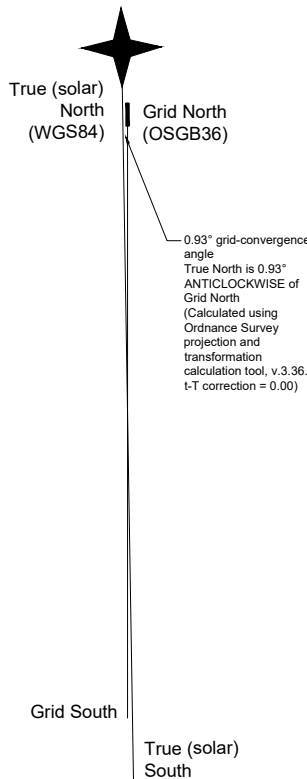 True (solar)
North
(WGS84)
Grid North
(OSGB36)
0.93° grid-convergence
angle
True North is 0.93°
ANTICLOCKWISE of
Grid North
(Calculated using
Ordnance Survey
projection and
transformation
calculation tool, v.3.36.
t-T correction = 0.00)
Grid South
True (solar)
South